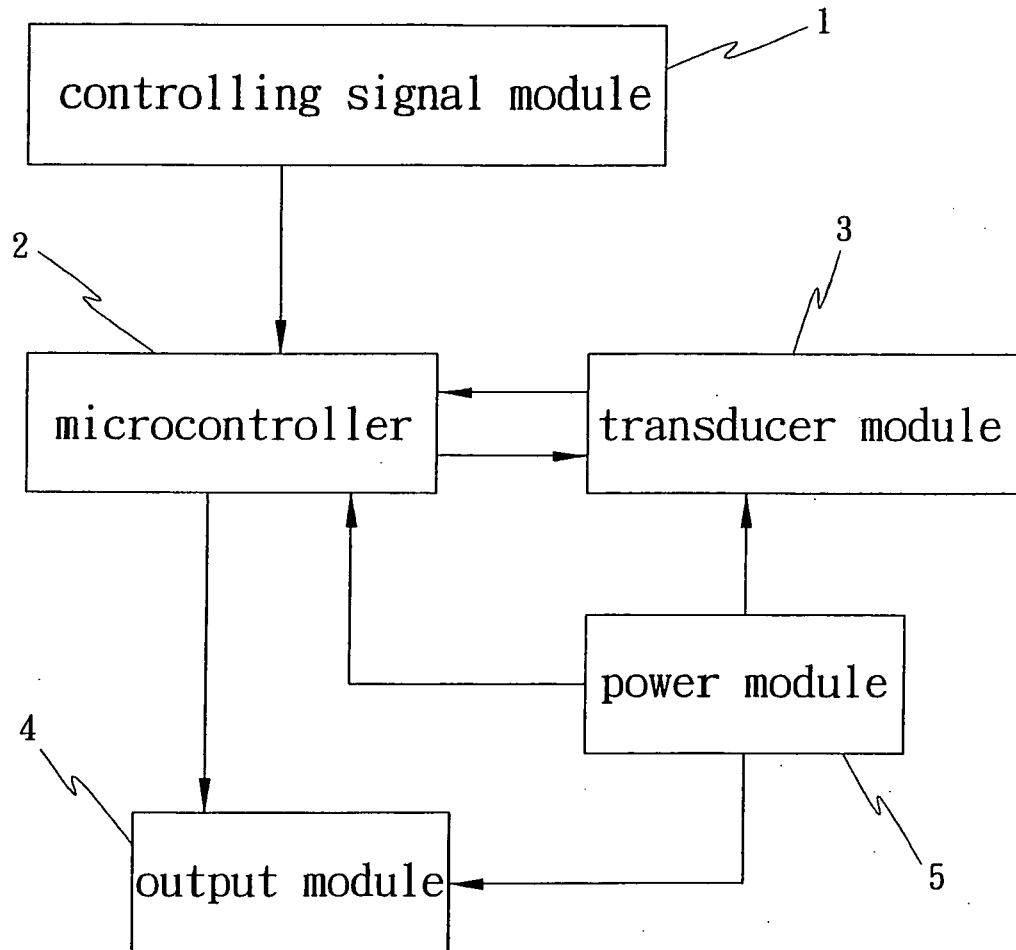 1
controlling signal module
2
3
microcontroller
transducer module
power module
4
output module
5